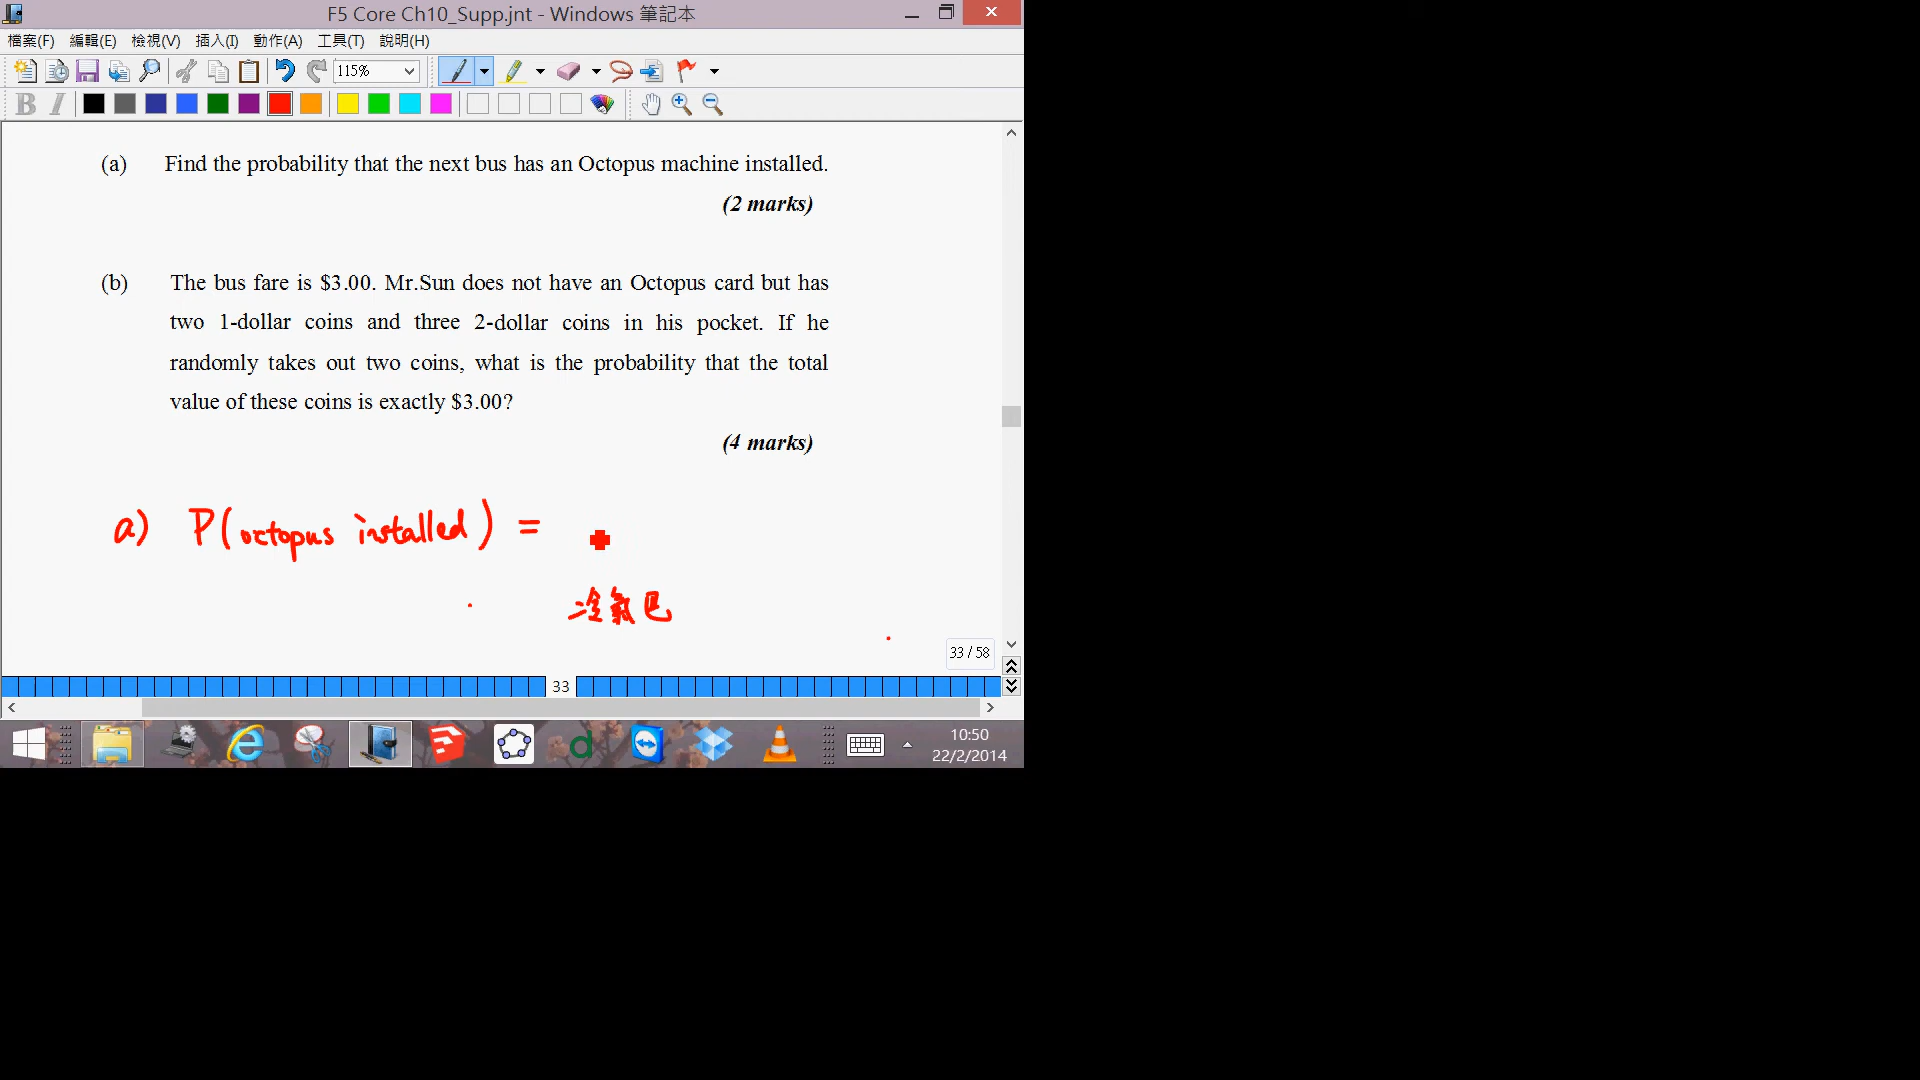 F5 Core Ch10_Supp.jnt - Windows 筆記本
檔案(F) 編輯(E) 檢視(V) 插入(I) 動作(A) 工具(T) 說明(H)
115%
B I
(a) Find the probability that the next bus has an Octopus machine installed.
(2 marks)
(b) The bus fare is $3.00. Mr.Sun does not have an Octopus card but has
two 1-dollar coins and three 2-dollar coins in his pocket. If he
randomly takes out two coins, what is the probability that the total
value of these coins is exactly $3.00?
(4 marks)
a) P(octopus installed) =
冷氣巴
33 / 58
33
10:50
22/2/2014